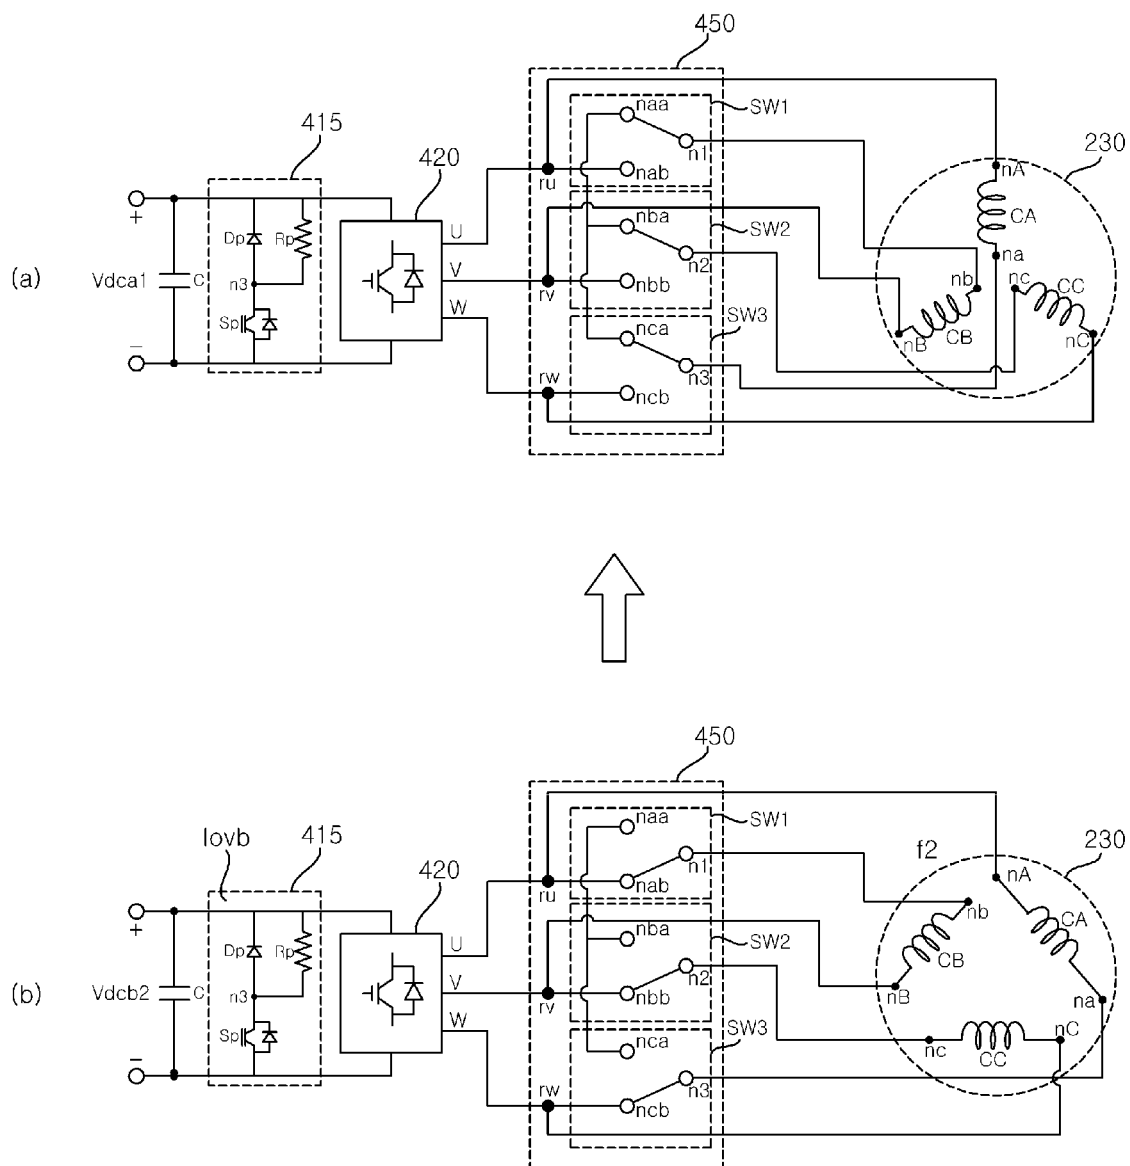 450
naa
SW1
415
n1
230
420
ru
nab
nA
+
U
nba
SW2
CA
Dp
Rp
n2
na
(a)
Vdca1
C
n3
V
nb
nc
CC
rv
nbb
Sp
W
nca
SW3
nB
CB
nC
−
rw
n3
ncb
450
naa
SW1
Iovb
415
n1
f2
230
420
ru
nab
nA
+
U
nb
nba
SW2
CA
Dp
Rp
n2
CB
(b)
Vdcb2
C
n3
V
nB
na
rv
nbb
Sp
W
nca
SW3
nc
nC
CC
−
rw
n3
ncb